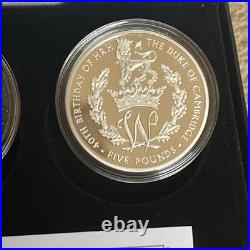 40TH BIRTHDAY OF HRH THE DUKE OF CAMBRIDGE
• FIVE POUNDS •
W